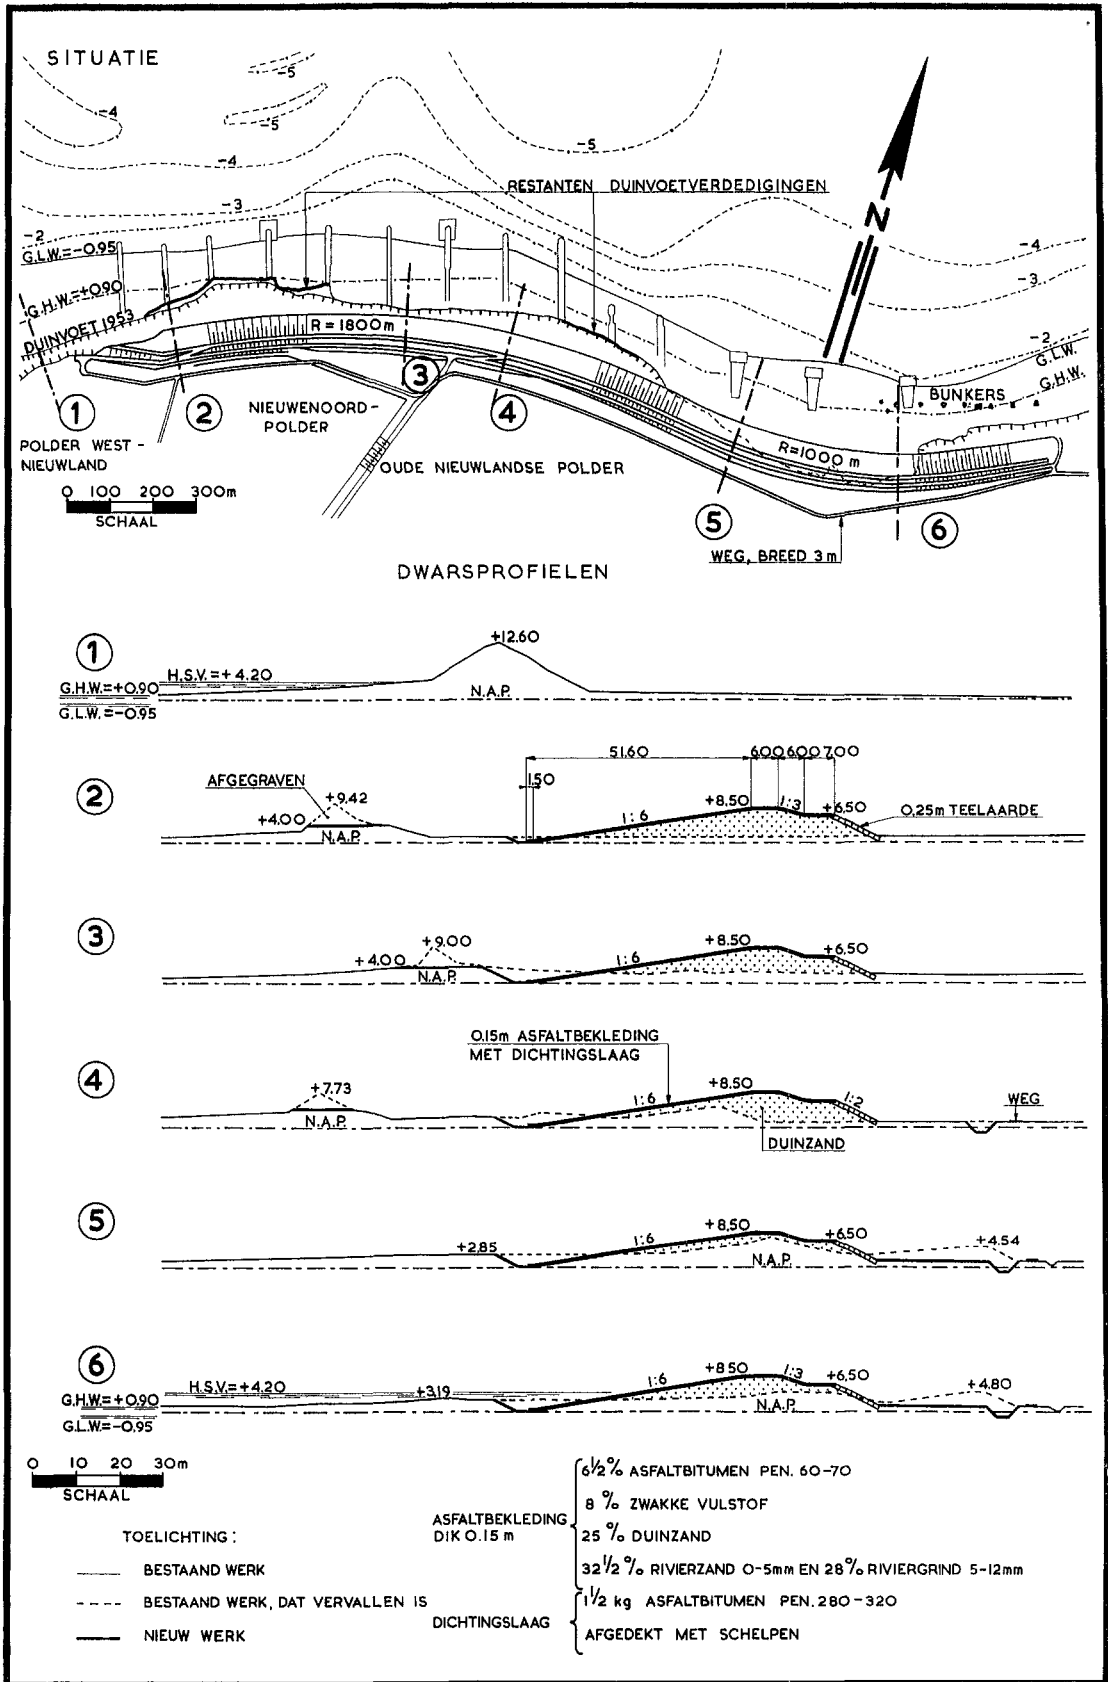 SITUATIE
-5
-4
-5
-5
-4
-3
-2
RESTANTEN DUINVOETVERDEDIGINGEN
N
-4
-3
-2
G.L.W.=-0.95
G.H.W.=+0.90
DUINVOET 1953
R=1800m
G.L.W.
G.H.W.
BUNKERS
R=1000m
1
2
3
4
5
6
POLDER WEST-
NIEUWLAND
NIEUWENOORD-
POLDER
OUDE NIEUWLANDSE POLDER
WEG, BREED 3m
0 100 200 300m
SCHAAL
DWARSPROFIELEN
1
+12.60
H.S.V.=+4.20
G.H.W.=+0.90
G.L.W.=-0.95
N.A.P.
2
51.60 6.00 6.00 7.00
1.50
AFGEGRAVEN
+9.42
+4.00
N.A.P.
1:6
+8.50
1:3
+6.50
0.25m TEELAARDE
3
+9.00
+4.00
N.A.P.
1:6
+8.50
+6.50
4
0.15m ASFALTBEKLEDING
MET DICHTINGSLAAG
+7.73
N.A.P.
1:6
+8.50
1:2
WEG
DUINZAND
5
+2.85
1:6
+8.50
+6.50
N.A.P.
+4.54
6
H.S.V.=+4.20
G.H.W.=+0.90
G.L.W.=-0.95
+3.19
1:6
+8.50
1:3
+6.50
N.A.P.
+4.80
0 10 20 30m
SCHAAL
TOELICHTING:
BESTAAND WERK
BESTAAND WERK, DAT VERVALLEN IS
NIEUW WERK
ASFALTBEKLEDING
DIK 0.15 m
6 1/2 % ASFALTBITUMEN PEN. 60-70
8 % ZWAKKE VULSTOF
25 % DUINZAND
32 1/2 % RIVIERZAND 0-5mm EN 28% RIVIERGRIND 5-12mm
DICHTINGSLAAG
1 1/2 kg ASFALTBITUMEN PEN. 280-320
AFGEDEKT MET SCHELPEN